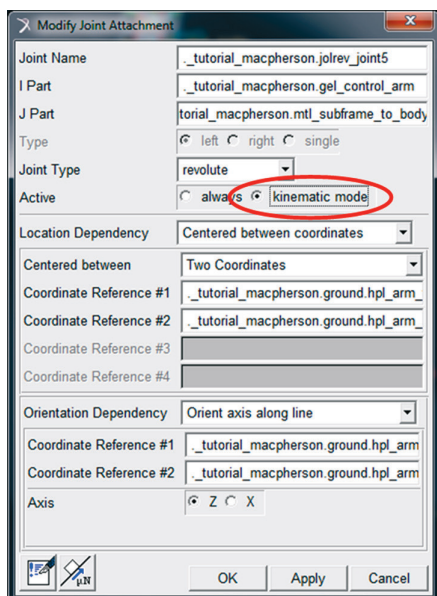 Modify Joint Attachment
Joint Name ._tutorial_macpherson.jolrev_joint5
I Part ._tutorial_macpherson.gel_control_arm
J Part torial_macpherson.mtl_subframe_to_body
Type left right single
Joint Type revolute
Active always kinematic mode
Location Dependency Centered between coordinates
Centered between Two Coordinates
Coordinate Reference #1 ._tutorial_macpherson.ground.hpl_arm_
Coordinate Reference #2 ._tutorial_macpherson.ground.hpl_arm_
Coordinate Reference #3
Coordinate Reference #4
Orientation Dependency Orient axis along line
Coordinate Reference #1 ._tutorial_macpherson.ground.hpl_arm
Coordinate Reference #2 ._tutorial_macpherson.ground.hpl_arm
Axis Z X
μN OK Apply Cancel